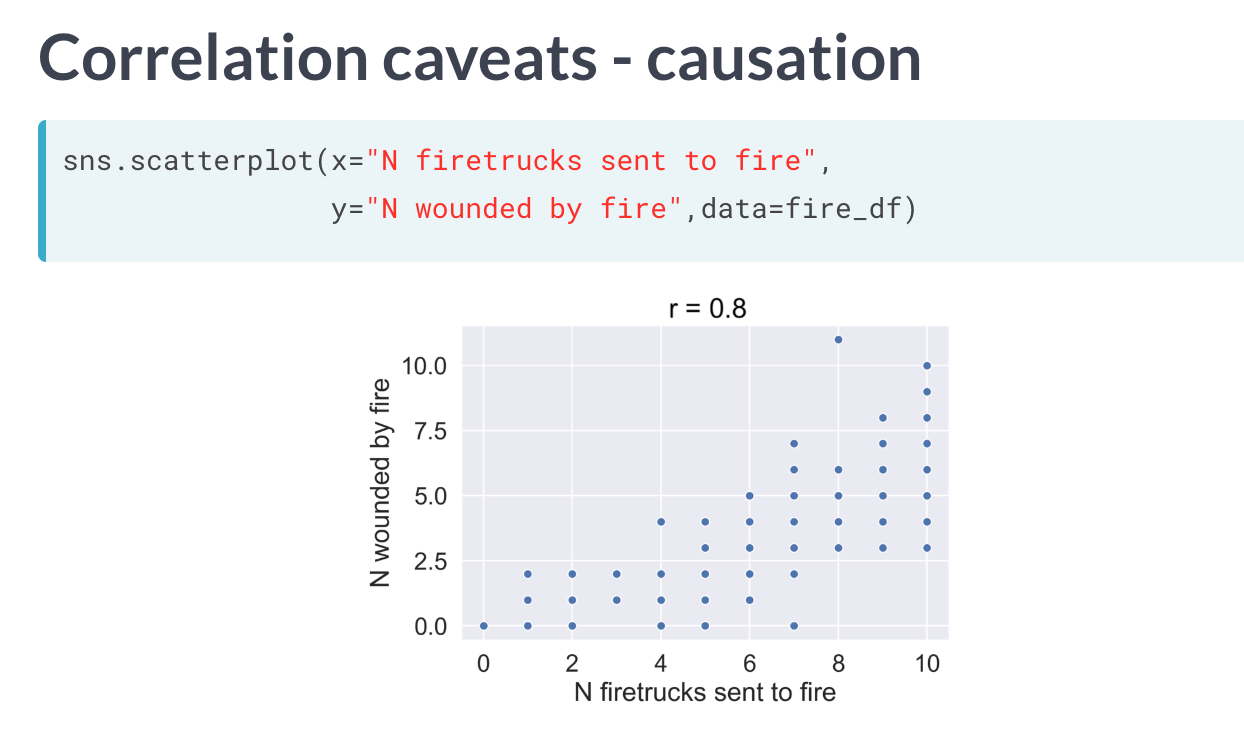 Correlation caveats - causation
sns.scatterplot(x="N firetrucks sent to fire",
y="N wounded by fire",data=fire_df)
r = 0.8
N wounded by fire
10.0
7.5
5.0
2.5
0.0
0 2 4 6 8 10
N firetrucks sent to fire